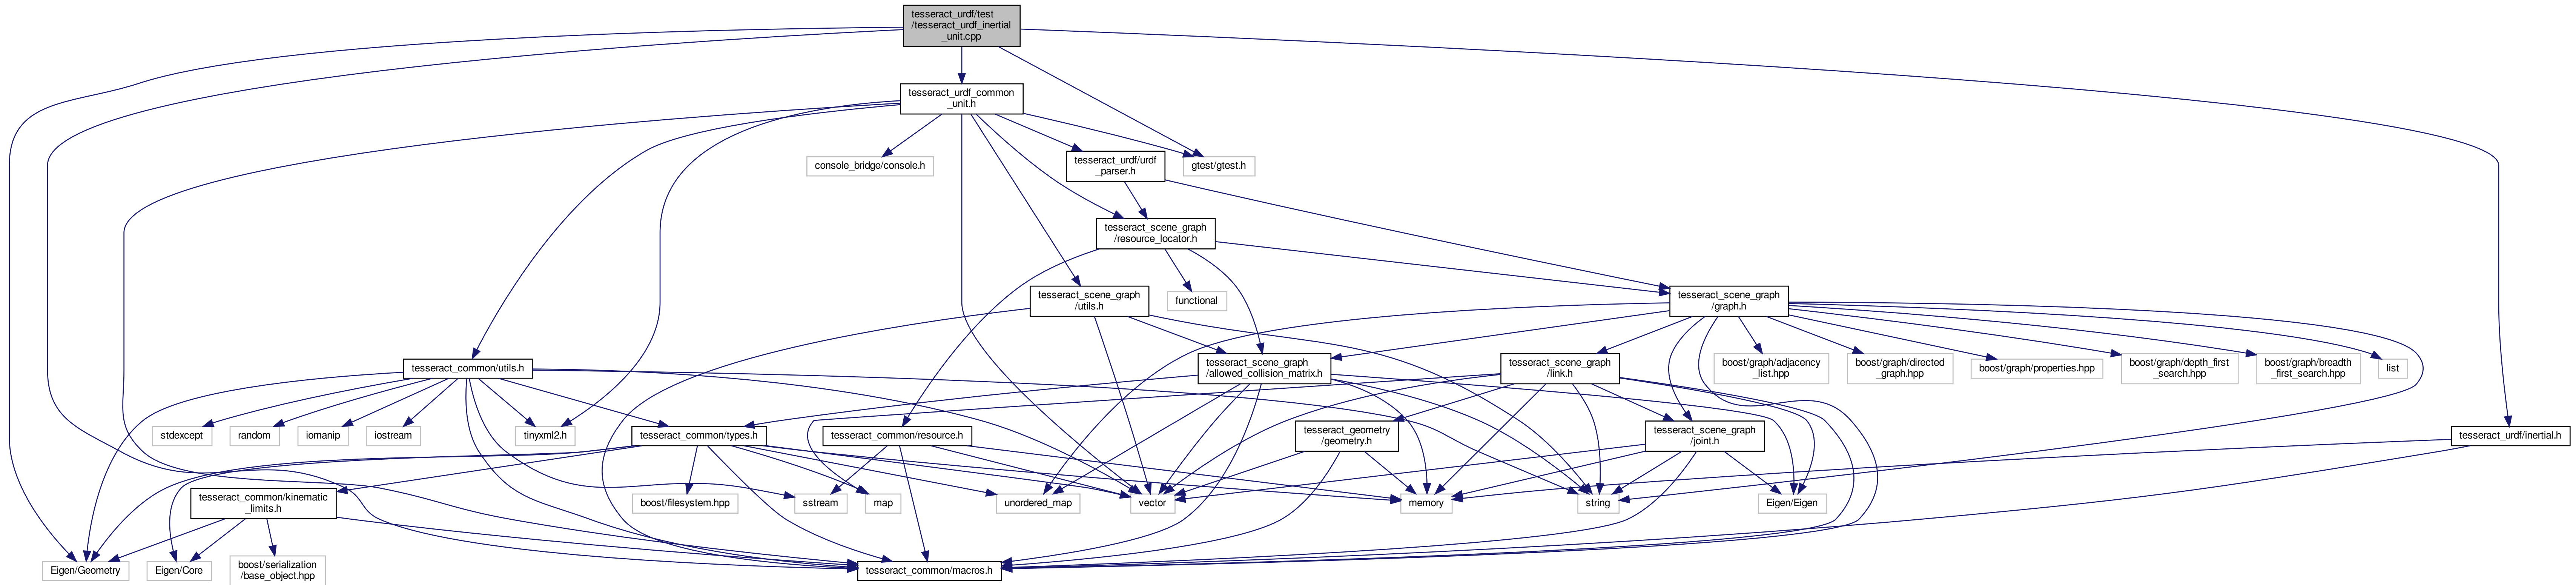 tesseract_urdf/test
/tesseract_urdf_inertial
_unit.cpp
tesseract_urdf_common
_unit.h
console_bridge/console.h
tesseract_urdf/urdf
_parser.h
gtest/gtest.h
tesseract_scene_graph
/resource_locator.h
tesseract_scene_graph
/utils.h
functional
tesseract_scene_graph
/graph.h
tesseract_common/utils.h
tesseract_scene_graph
/allowed_collision_matrix.h
tesseract_scene_graph
/link.h
boost/graph/adjacency
_list.hpp
boost/graph/directed
_graph.hpp
boost/graph/properties.hpp
boost/graph/depth_first
_search.hpp
boost/graph/breadth
_first_search.hpp
list
stdexcept
random
iomanip
iostream
tinyxml2.h
tesseract_common/types.h
tesseract_common/resource.h
tesseract_geometry
/geometry.h
tesseract_scene_graph
/joint.h
tesseract_urdf/inertial.h
tesseract_common/kinematic
_limits.h
boost/filesystem.hpp
sstream
map
unordered_map
vector
memory
string
Eigen/Eigen
Eigen/Geometry
Eigen/Core
boost/serialization
/base_object.hpp
tesseract_common/macros.h